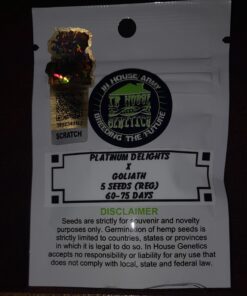 IN HOUSE ARMY
IN HOUSE
GENETICS
BREEDING THE FUTURE
SCRATCH
PLATINUM DELIGHTS
X
GOLIATH
5 SEEDS (REG)
60-75 DAYS
DISCLAIMER
Seeds are strictly for souvenir and novelty
purposes only. Germination of hemp seeds is
strictly limited to countries, states or provinces
in which it is legal to do so. In House Genetics
accepts no responsibility or liability for any use
that does not comply with local, state and federal law.